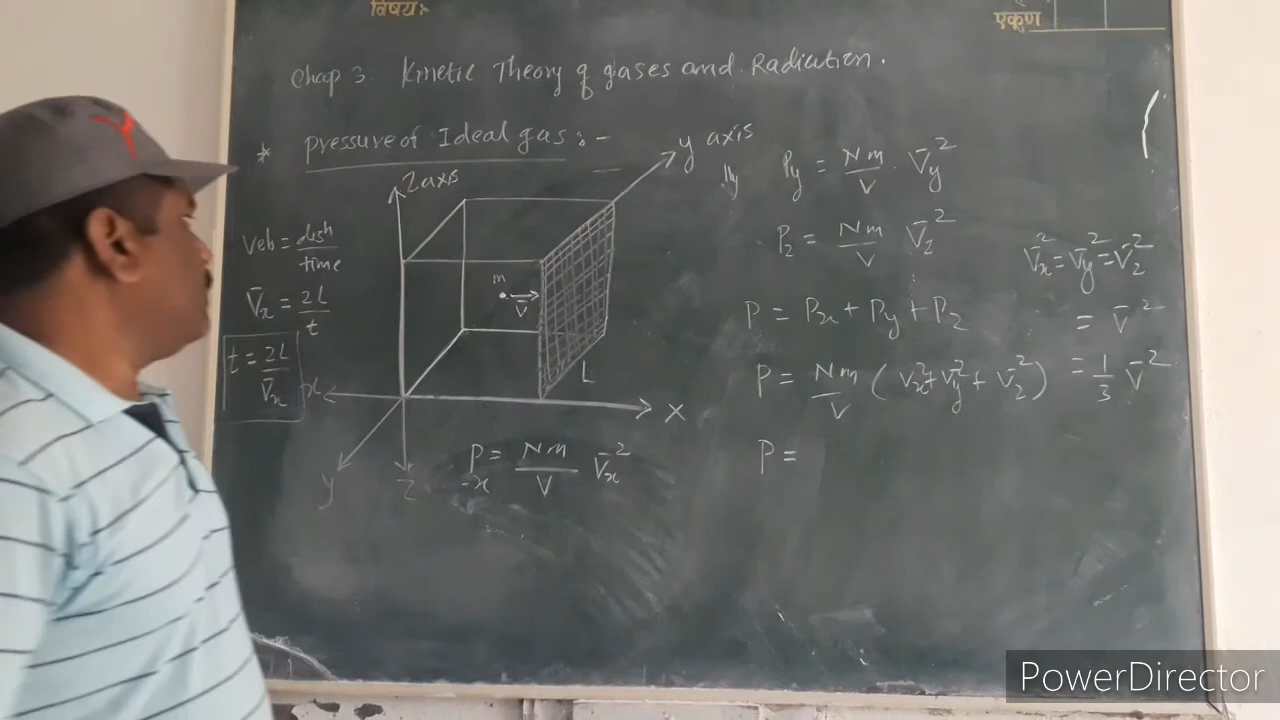 विषय:-
एकूण
Chap 3. Kinetic Theory of gases and Radiation.
* Pressure of Ideal gas :-
Z axis
y axis
Vel = dist/time
V̄x = 2L/t
t = 2L/V̄x
m
V̄
L
x
X
y
Z
Px = Nm/V V̄x²
lly Py = Nm/V · V̄y²
Pz = Nm/V V̄z²
P = Px + Py + Pz
P = Nm/V (Vx² + V̄y² + V̄z²)
P =
V̄x² = V̄y² = V̄z²
= V̄²
= 1/3 V̄²
PowerDirector